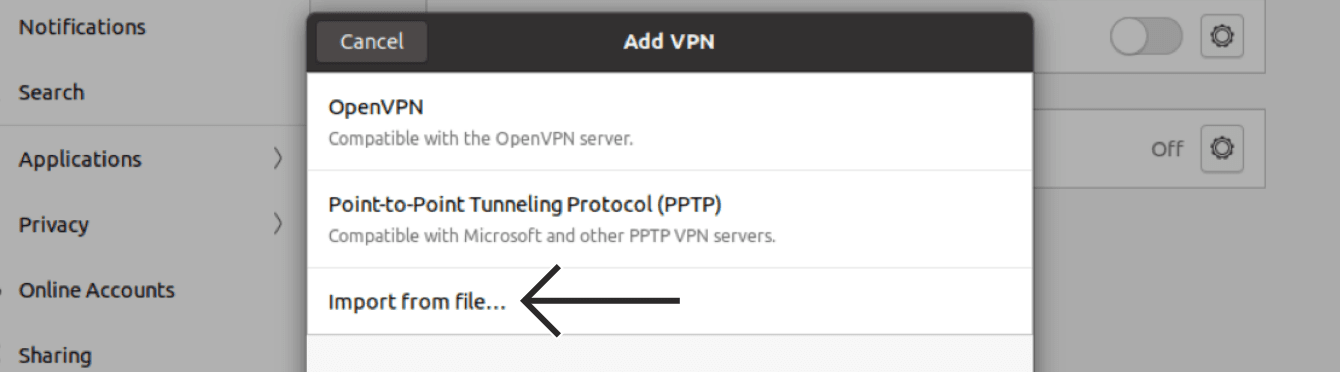 Notifications
Search
Applications
Privacy
Online Accounts
Sharing
Cancel
Add VPN
OpenVPN
Compatible with the OpenVPN server.
Point-to-Point Tunneling Protocol (PPTP)
Compatible with Microsoft and other PPTP VPN servers.
Import from file...
Off